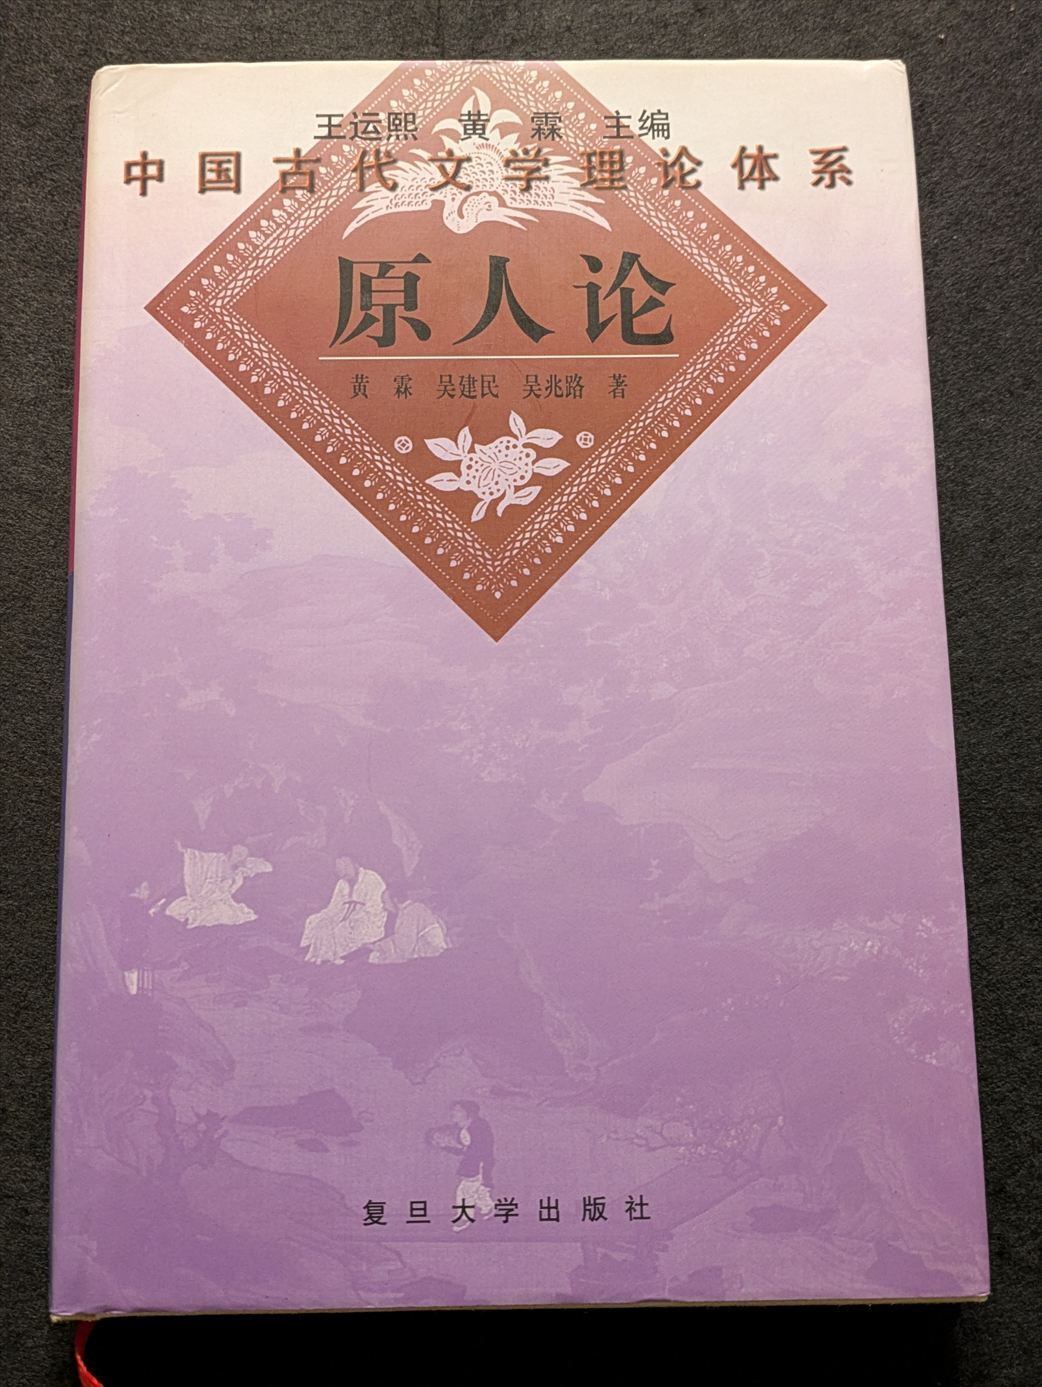 王运熙 黄霖 主编
中国古代文学理论体系
原人论
黄霖 吴建民 吴兆路 著
复旦大学出版社